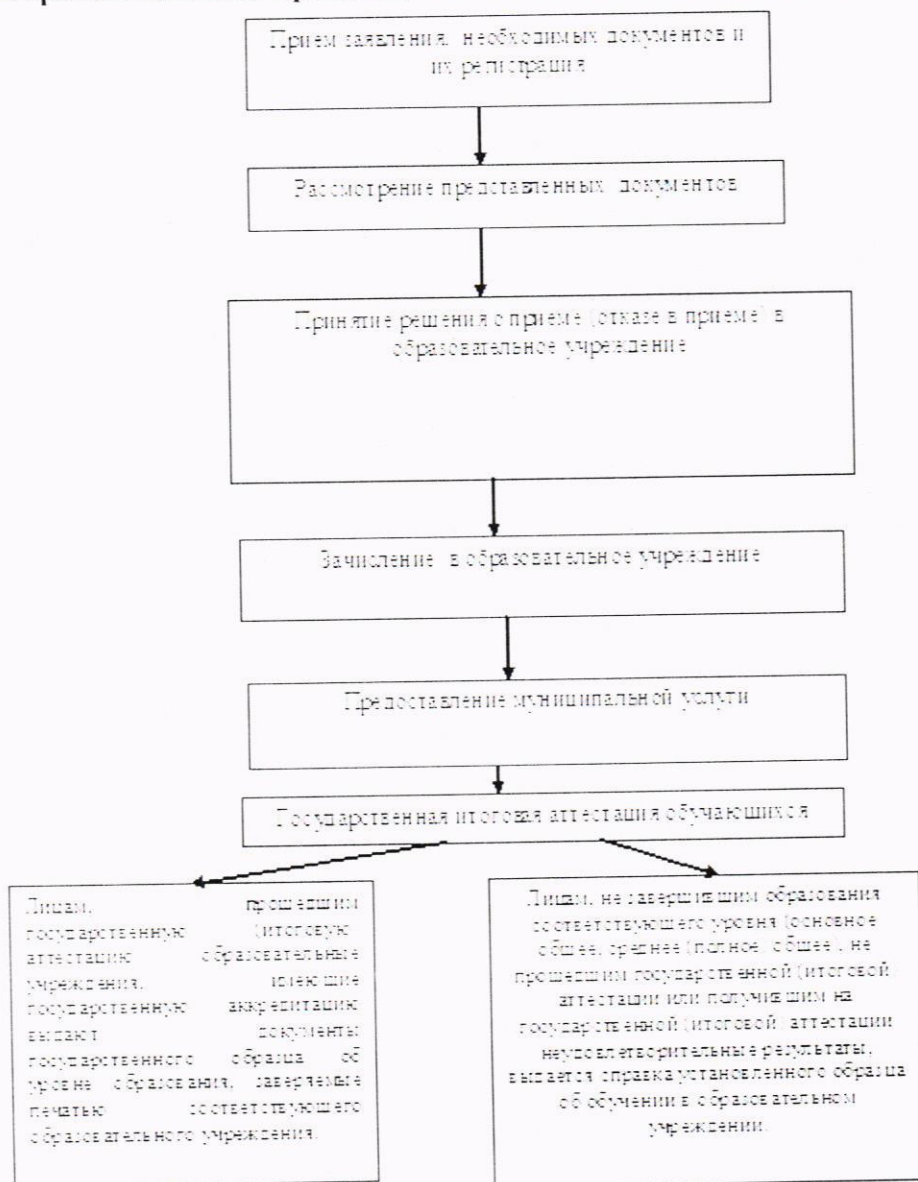 Прием заявления, необходимых документов и
их регистрация
Рассмотрение представленных документов
Принятие решения о приеме (отказе в приеме) в
образовательное учреждение
Зачисление в образовательное учреждение
Предоставление муниципальной услуги
Государственная итоговая аттестация обучающихся
Лицам, прошедшим
государственную (итоговую)
аттестацию образовательные
учреждения, имеющие
государственную аккредитацию
выдают документы
государственного образца об
уровне образования, заверяемые
печатью соответствующего
образовательного учреждения.
Лицам, не завершившим образования
соответствующего уровня (основное
общее, среднее (полное) общее), не
прошедшим государственной (итоговой)
аттестации или получившим на
государственной (итоговой) аттестации
неудовлетворительные результаты,
выдается справка установленного образца
об обучении в образовательном
учреждении.